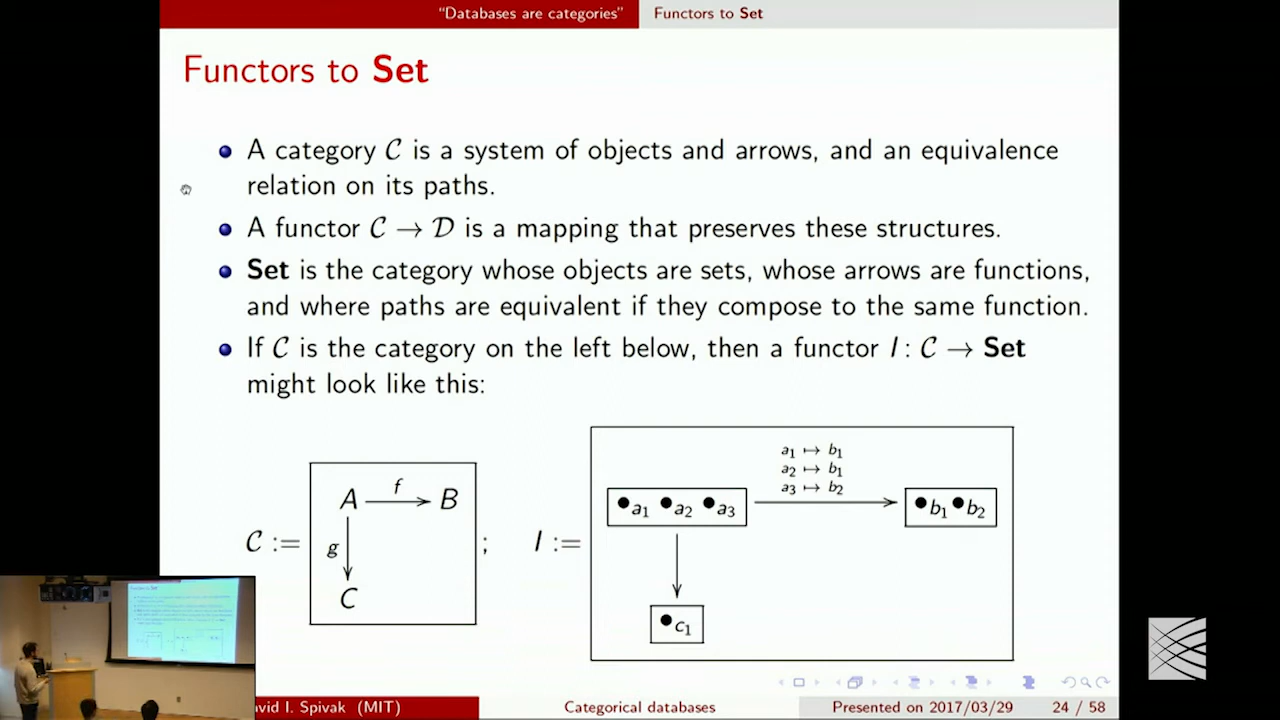 “Databases are categories” Functors to Set
Functors to Set
A category C is a system of objects and arrows, and an equivalence
relation on its paths.
A functor C → D is a mapping that preserves these structures.
Set is the category whose objects are sets, whose arrows are functions,
and where paths are equivalent if they compose to the same function.
If C is the category on the left below, then a functor I : C → Set
might look like this:
a₁ ↦ b₁
a₂ ↦ b₁
a₃ ↦ b₂
A f B
•a₁ •a₂ •a₃
•b₁ •b₂
C := g ; I :=
C
•c₁
vid I. Spivak (MIT) Categorical databases Presented on 2017/03/29 24 / 58